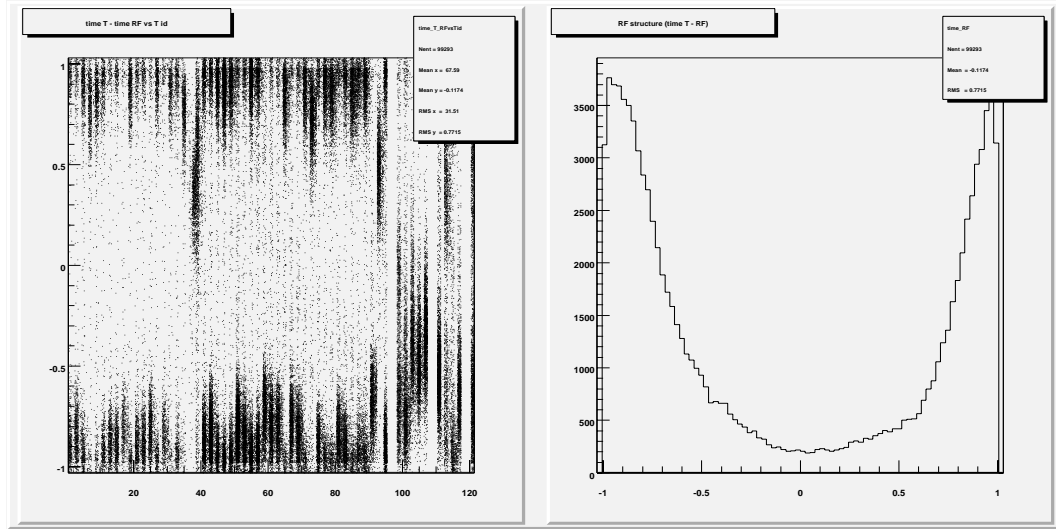 time T - time RF vs T id
time_T_RFvsTid
Nent = 99293
Mean x = 67.59
Mean y = -0.1174
RMS x = 31.51
RMS y = 0.7715
1
0.5
0
-0.5
-1
20 40 60 80 100 120
RF structure (time T - RF)
time_RF
Nent = 99293
Mean = -0.1174
RMS = 0.7715
3500
3000
2500
2000
1500
1000
500
0
-1 -0.5 0 0.5 1